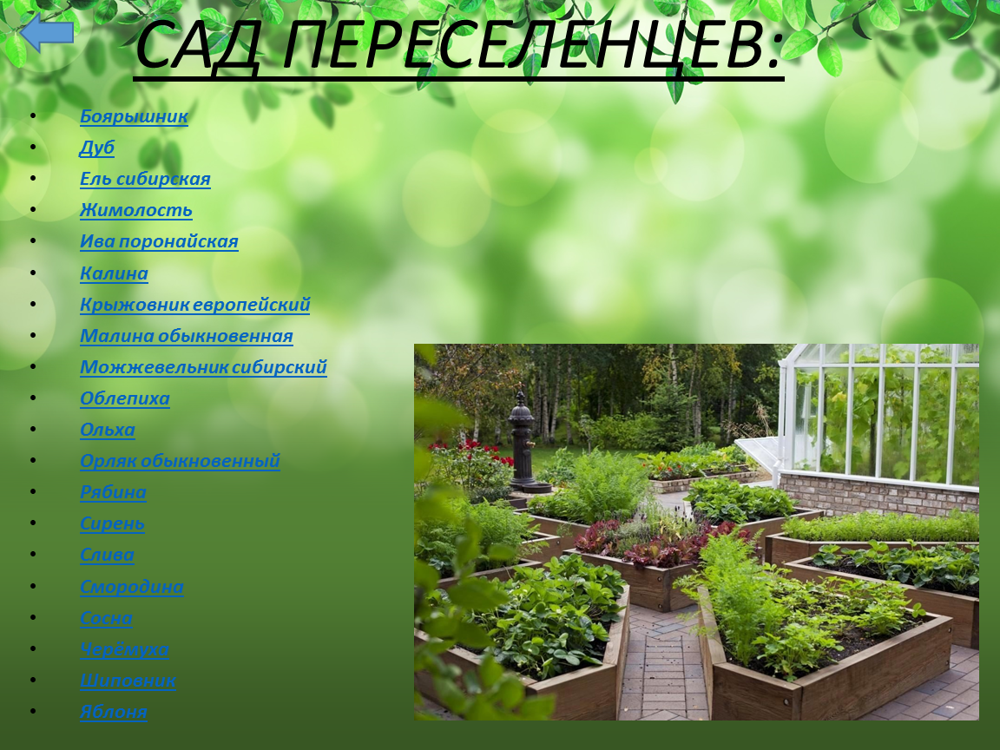 САД ПЕРЕСЕЛЕНЦЕВ:
• Боярышник
• Дуб
• Ель сибирская
• Жимолость
• Ива поронайская
• Калина
• Крыжовник европейский
• Малина обыкновенная
• Можжевельник сибирский
• Облепиха
• Ольха
• Орляк обыкновенный
• Рябина
• Сирень
• Слива
• Смородина
• Сосна
• Черёмуха
• Шиповник
• Яблоня